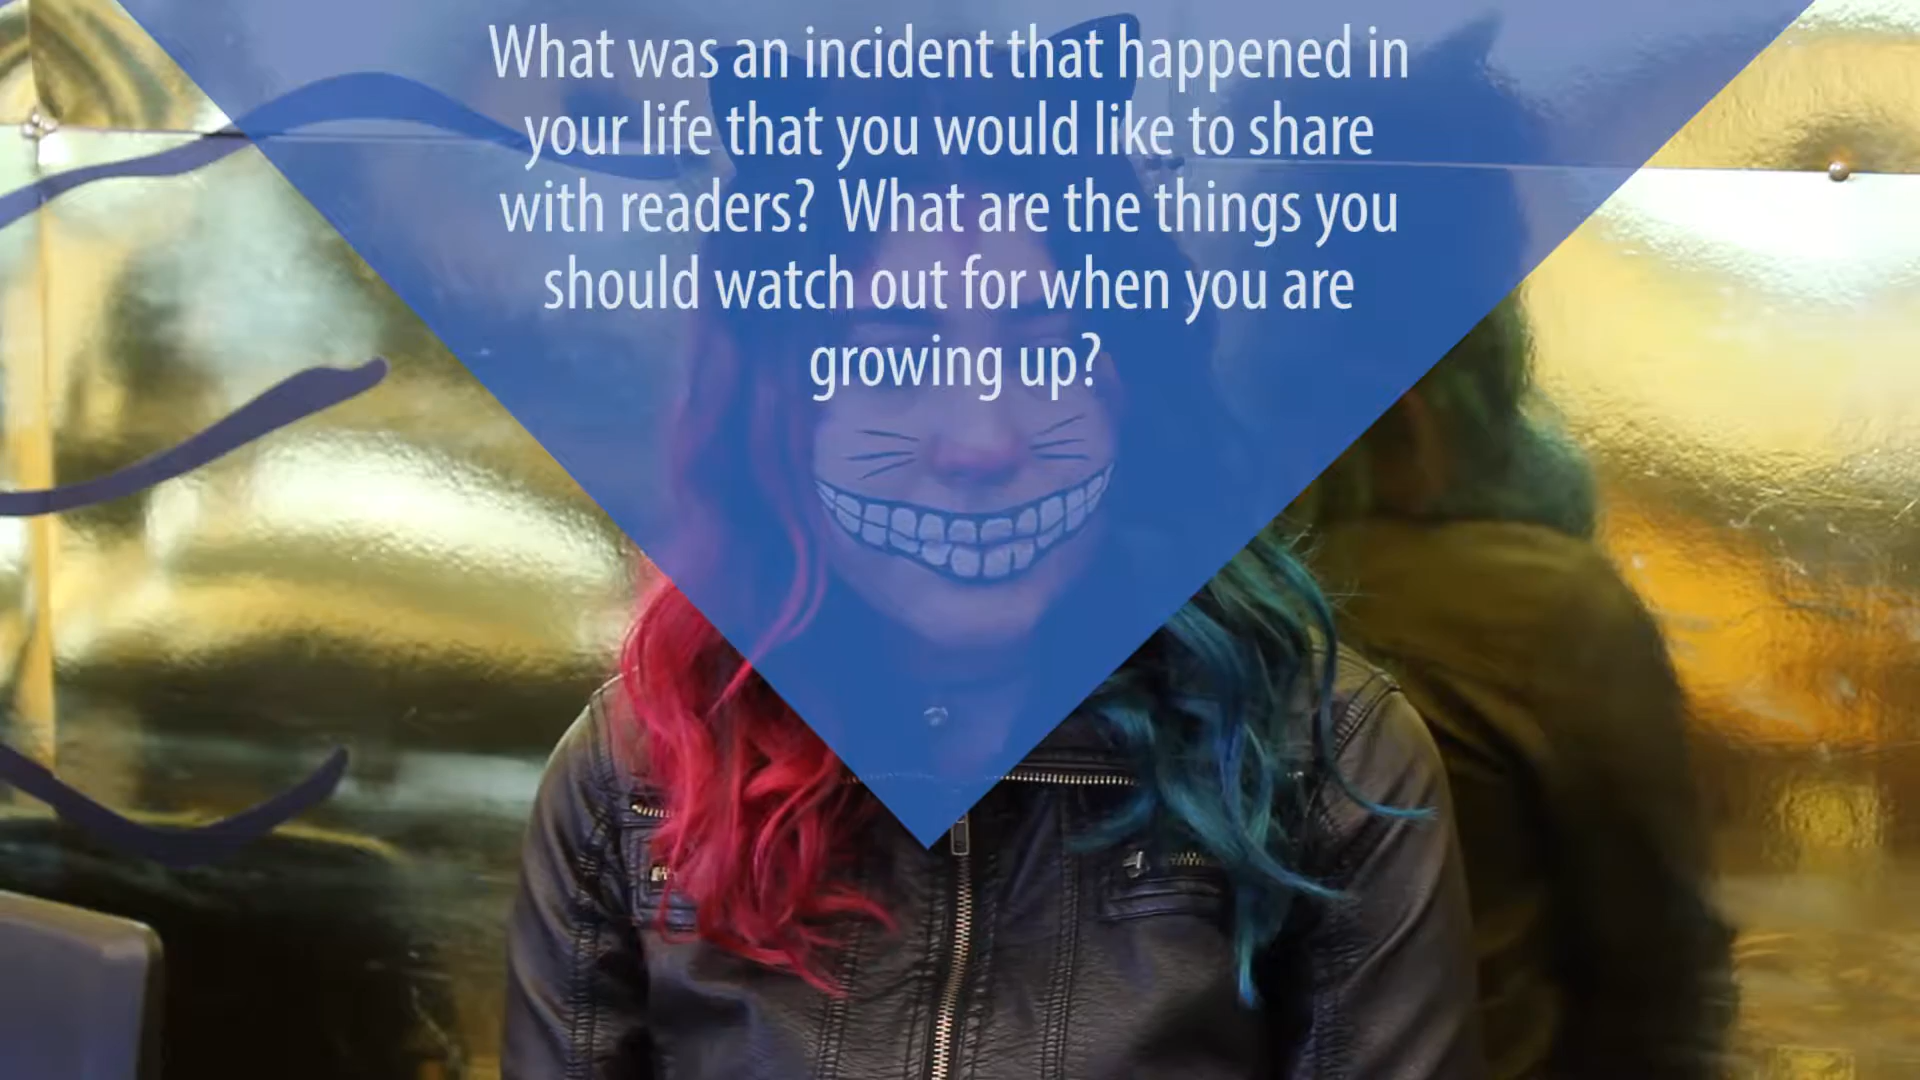 What was an incident that happened in
your life that you would like to share
with readers?  What are the things you
should watch out for when you are
growing up?